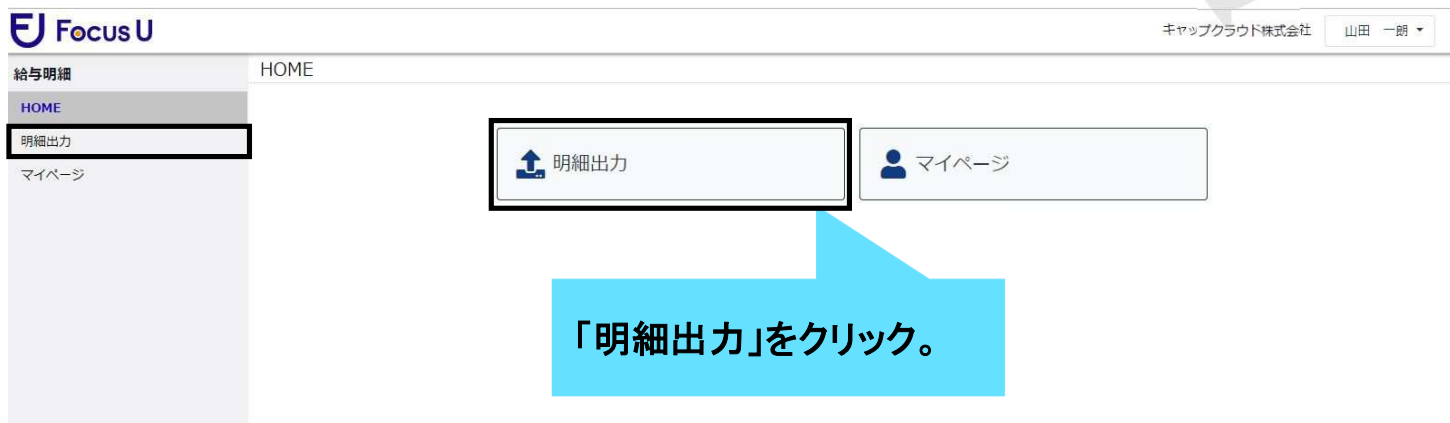 Focus U
キャップクラウド株式会社
山田 一朗
給与明細
HOME
明細出力
マイページ
HOME
明細出力
マイページ
「明細出力」をクリック。